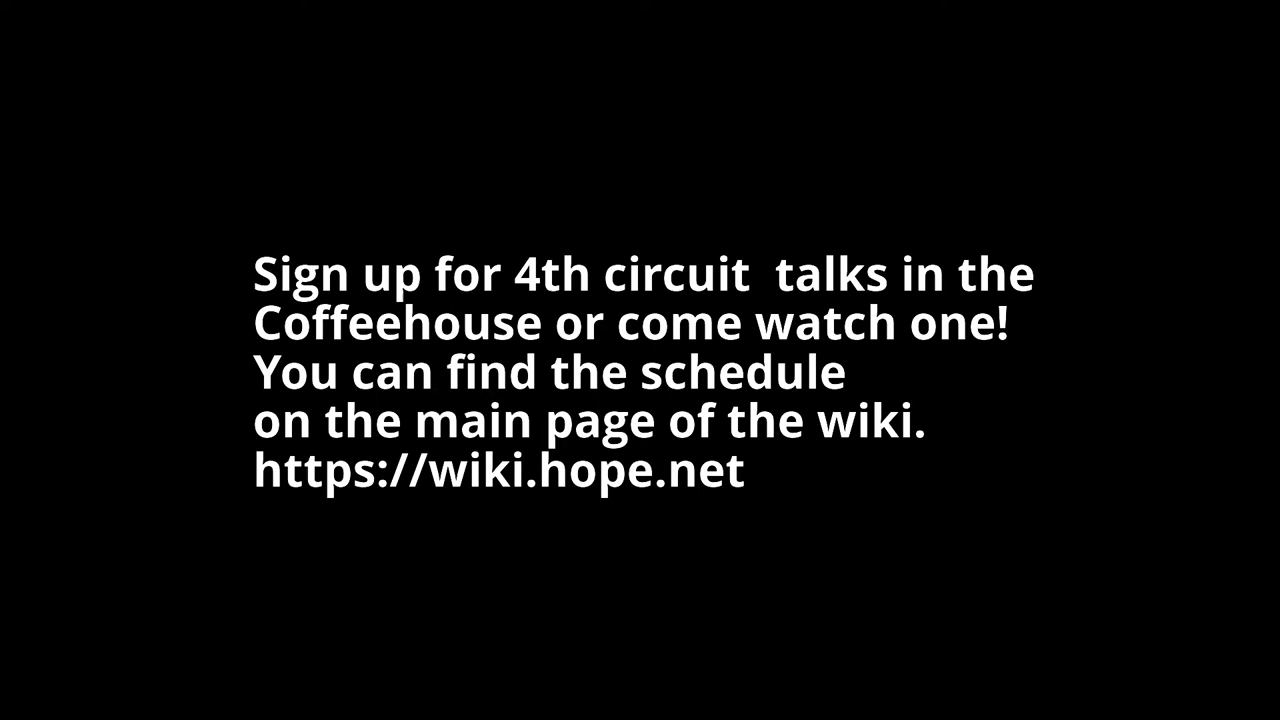 Sign up for 4th circuit  talks in the
Coffeehouse or come watch one!
You can find the schedule
on the main page of the wiki.
https://wiki.hope.net